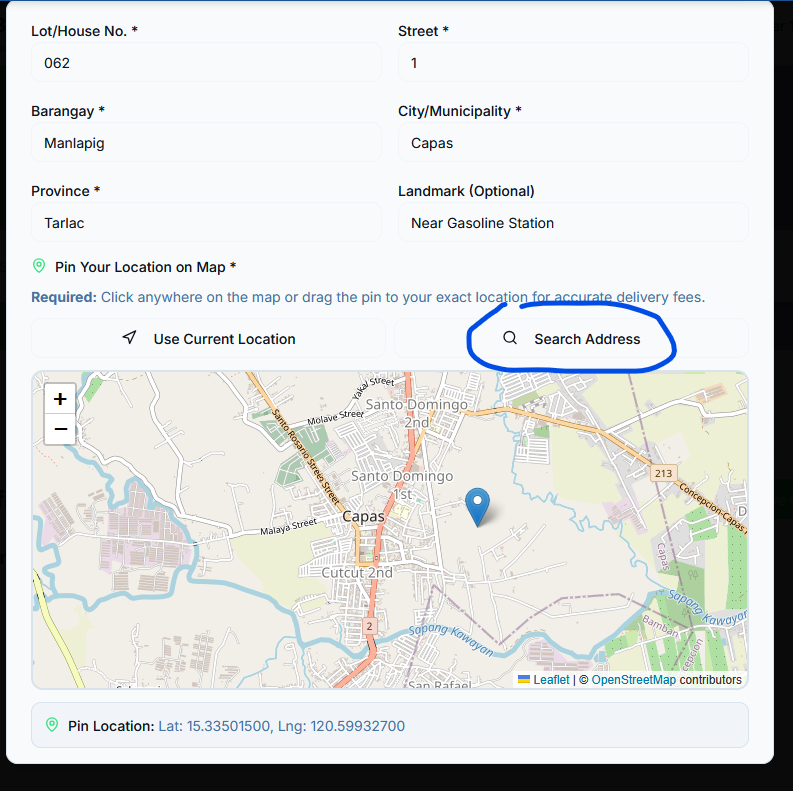 Lot/House No. *
Street *
062
1
Barangay *
City/Municipality *
Manlapig
Capas
Province *
Landmark (Optional)
Tarlac
Near Gasoline Station
Pin Your Location on Map *
Required: Click anywhere on the map or drag the pin to your exact location for accurate delivery fees.
Use Current Location
Search Address
+
−
Yakal Street
Molave Street
Santo Domingo
2nd
Santo Rosario Street
Street
Santo Domingo
1st
213
Concepcion-Capas
Capas
Malaya Street
Capas
Cutcut 2nd
2
Sapang Kawayan
Sapang Kawayan
Bamban
San Rafael
Leaflet | © OpenStreetMap contributors
Pin Location: Lat: 15.33501500, Lng: 120.59932700